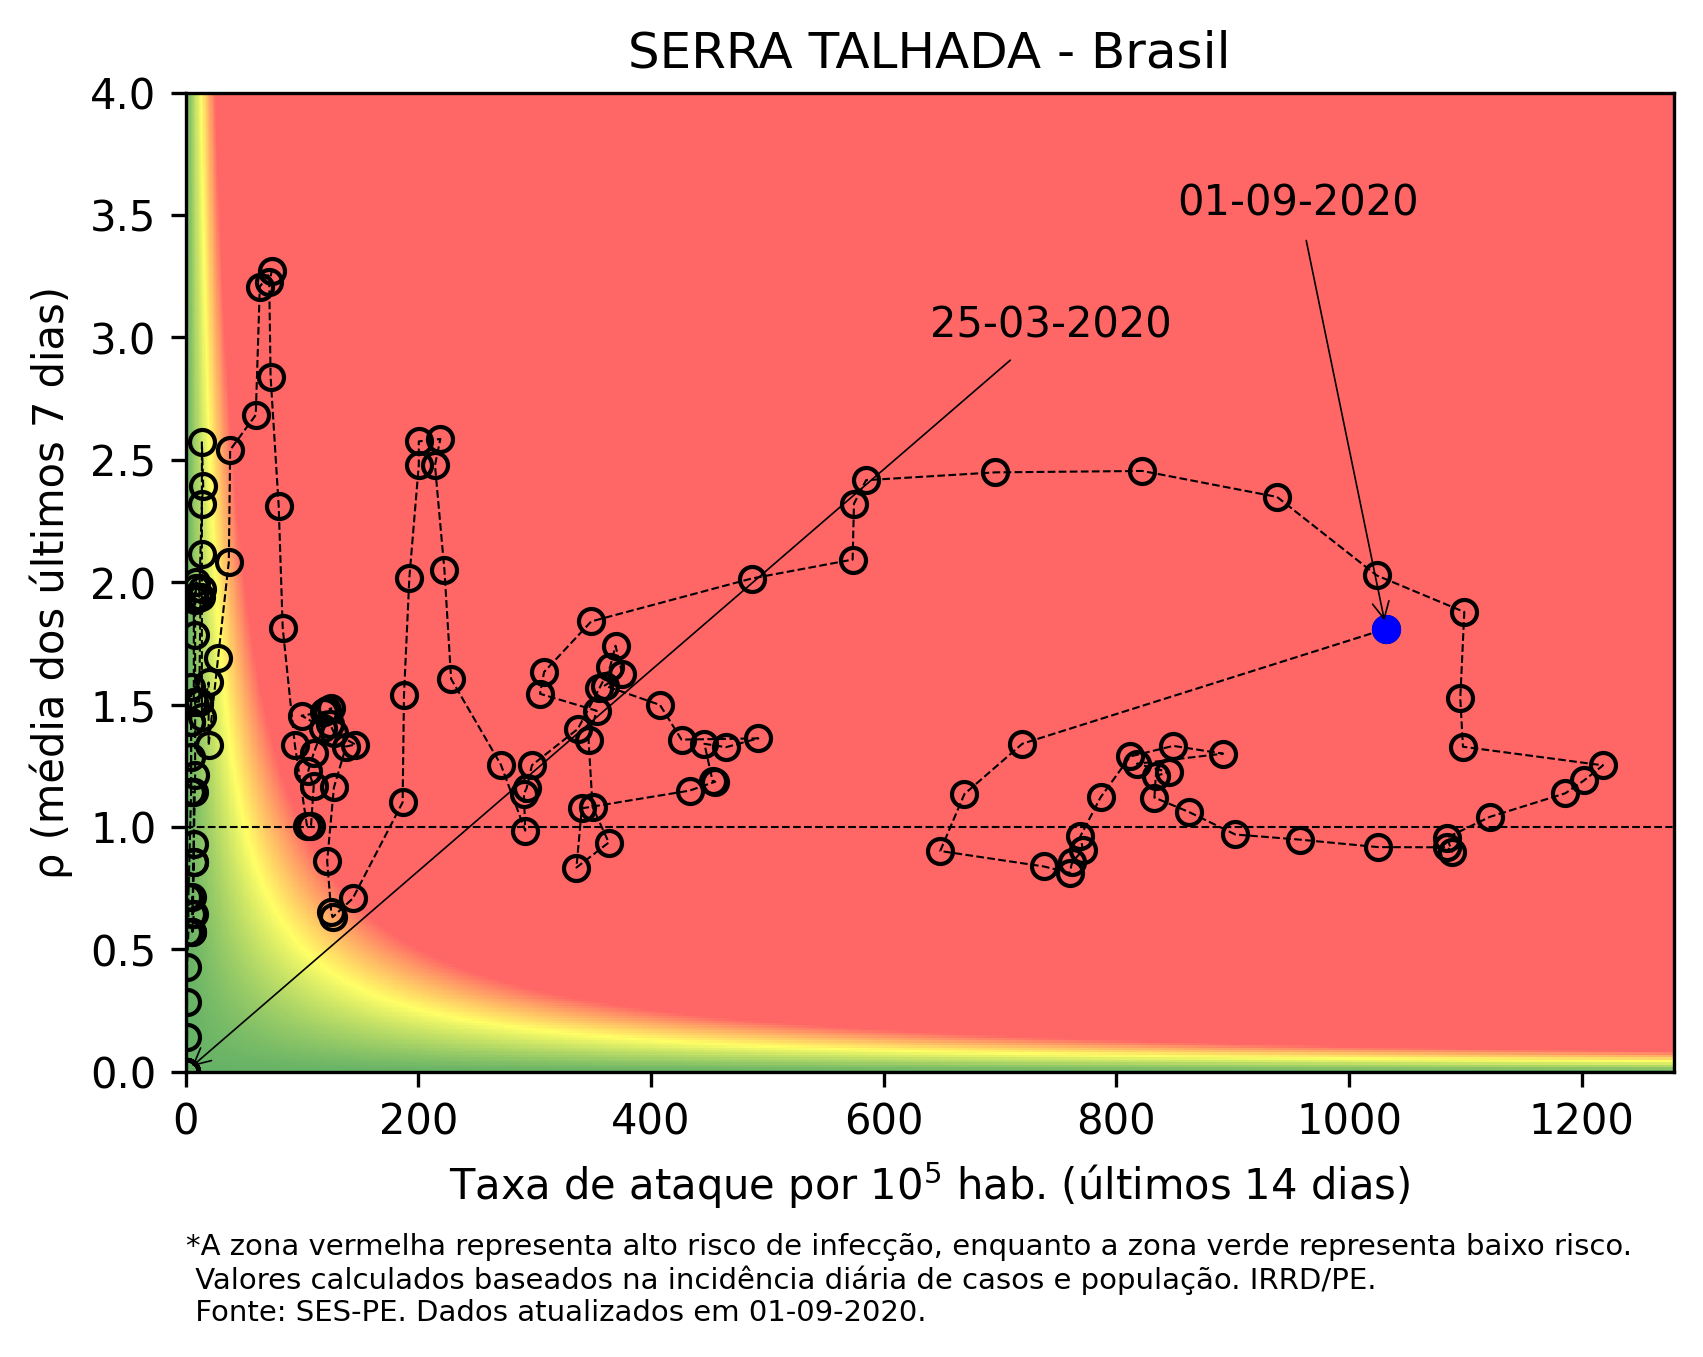 SERRA TALHADA - Brasil
4.0
3.5
3.0
2.5
2.0
1.5
1.0
0.5
0.0
ρ (média dos últimos 7 dias)
01-09-2020
25-03-2020
0 200 400 600 800 1000 1200
Taxa de ataque por 10⁵ hab. (últimos 14 dias)
*A zona vermelha representa alto risco de infecção, enquanto a zona verde representa baixo risco.
Valores calculados baseados na incidência diária de casos e população. IRRD/PE.
Fonte: SES-PE. Dados atualizados em 01-09-2020.